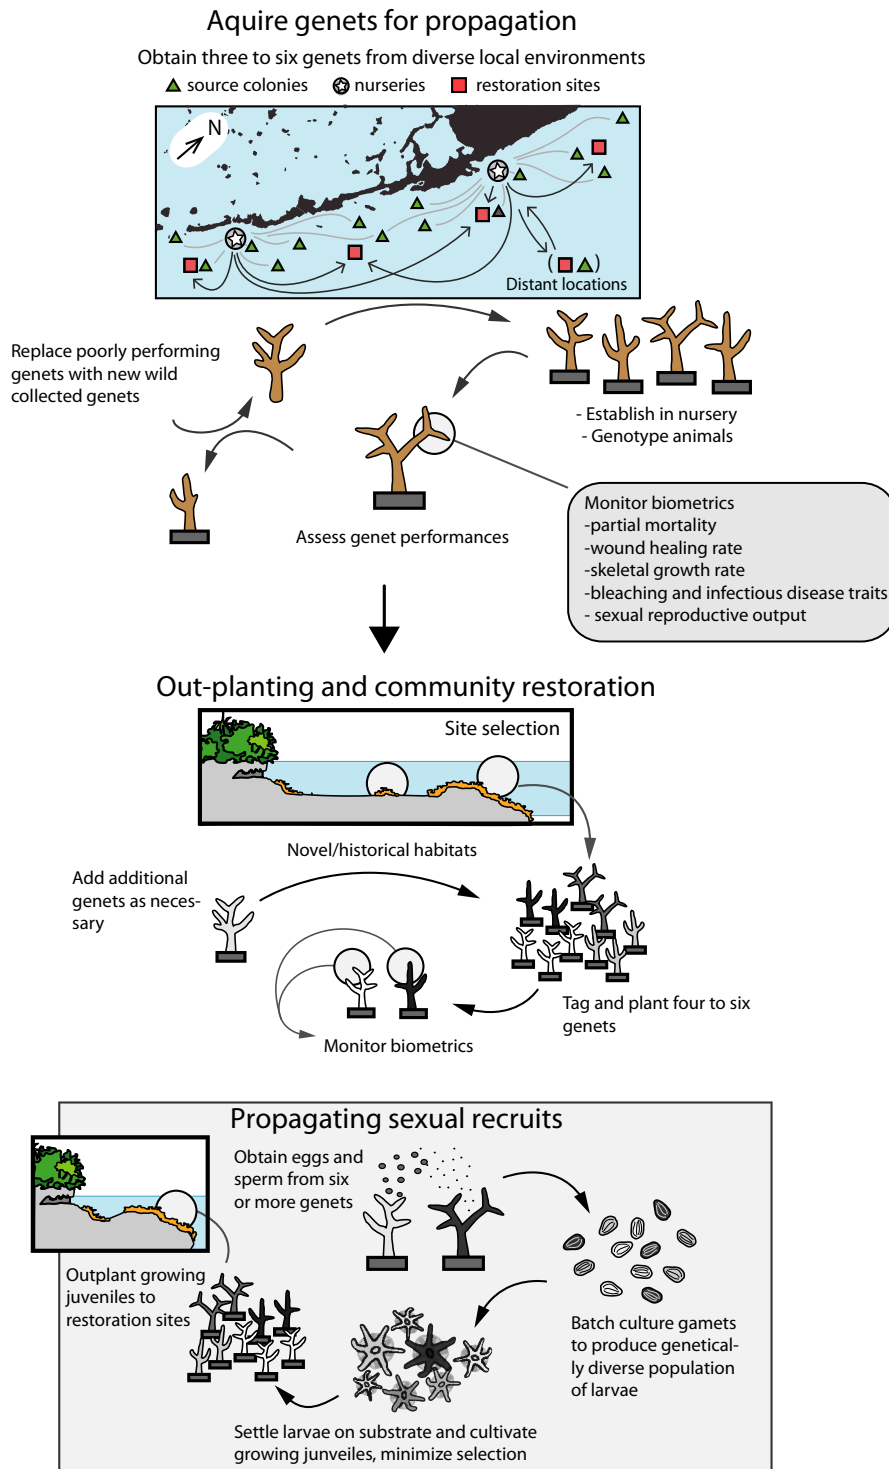 Aquire genets for propagation
Obtain three to six genets from diverse local environments
source colonies
nurseries
restoration sites
N
Distant locations
Replace poorly performing
genets with new wild
collected genets
- Establish in nursery
- Genotype animals
Assess genet performances
Monitor biometrics
-partial mortality
-wound healing rate
-skeletal growth rate
-bleaching and infectious disease traits
- sexual reproductive output
Out-planting and community restoration
Site selection
Novel/historical habitats
Add additional
genets as neces-
sary
Tag and plant four to six
genets
Monitor biometrics
Propagating sexual recruits
Obtain eggs and
sperm from six
or more genets
Outplant growing
juveniles to
restoration sites
Batch culture gamets
to produce genetical-
ly diverse population
of larvae
Settle larvae on substrate and cultivate
growing junveiles, minimize selection